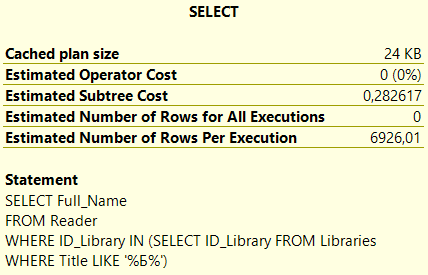 SELECT
Cached plan size 24 KB
Estimated Operator Cost 0 (0%)
Estimated Subtree Cost 0,282617
Estimated Number of Rows for All Executions 0
Estimated Number of Rows Per Execution 6926,01
Statement
SELECT Full_Name
FROM Reader
WHERE ID_Library IN (SELECT ID_Library FROM Libraries
WHERE Title LIKE '%Б%')